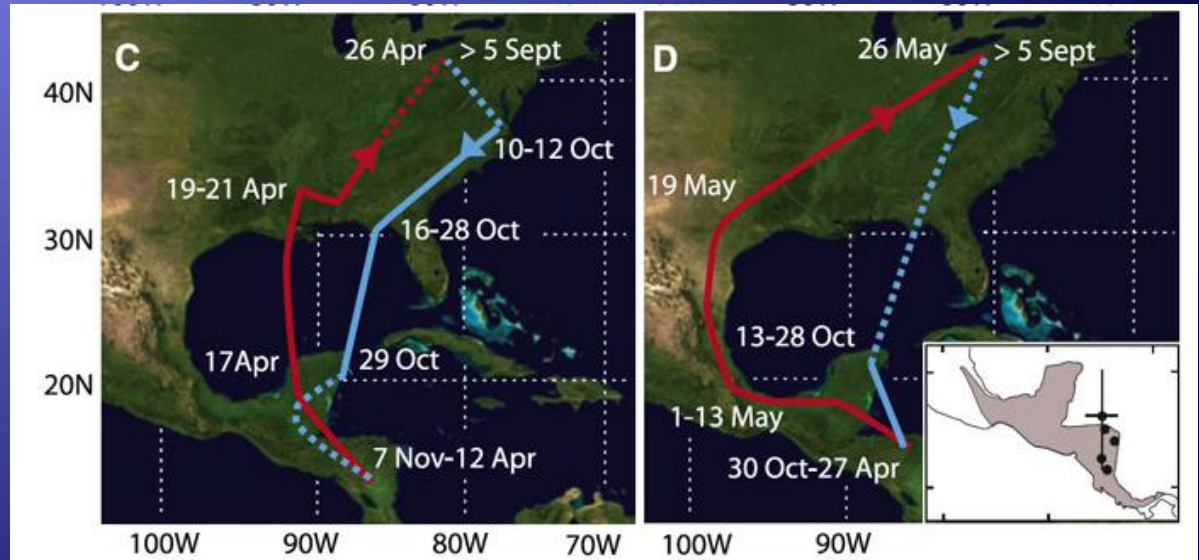 C
26 Apr
> 5 Sept
40N
10-12 Oct
19-21 Apr
30N
16-28 Oct
17Apr
29 Oct
20N
7 Nov-12 Apr
100W
90W
80W
70W
D
26 May
> 5 Sept
19 May
13-28 Oct
1-13 May
30 Oct-27 Apr
100W
90W